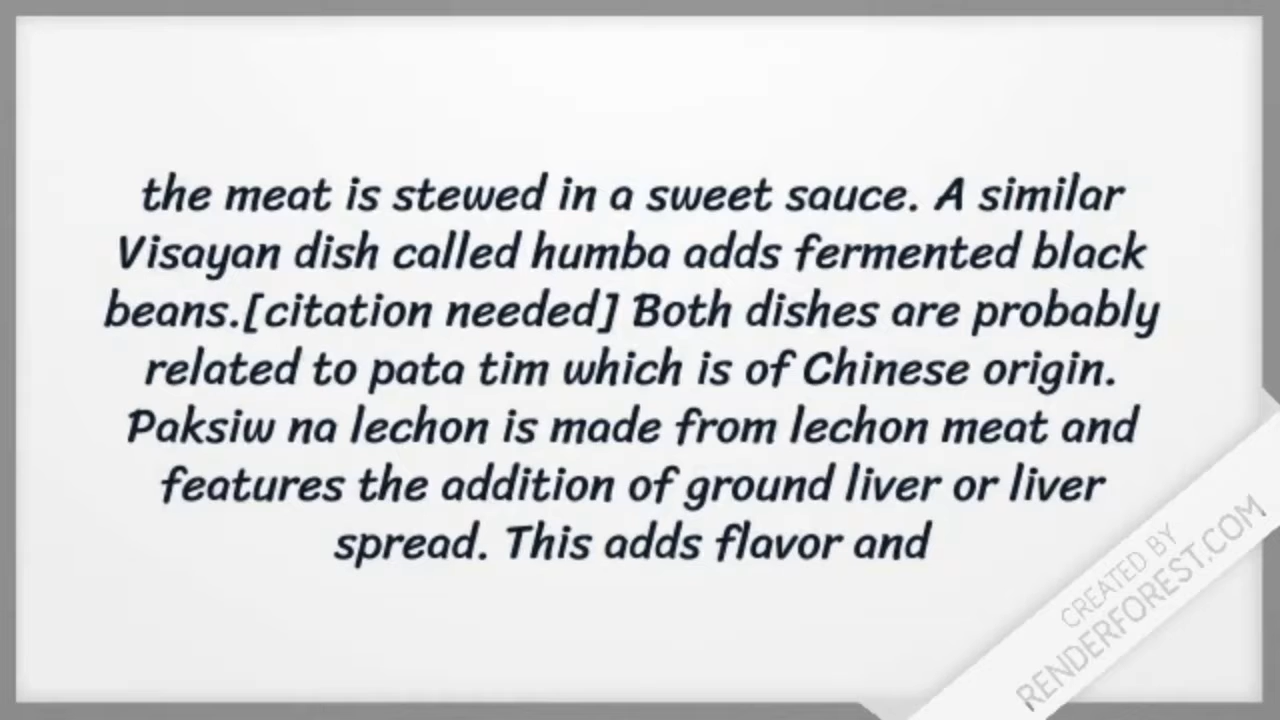 the meat is stewed in a sweet sauce. A similar
Visayan dish called humba adds fermented black
beans.[citation needed] Both dishes are probably
related to pata tim which is of Chinese origin.
Paksiw na lechon is made from lechon meat and
features the addition of ground liver or liver
spread. This adds flavor and
CREATED BY
RENDERFOREST.COM